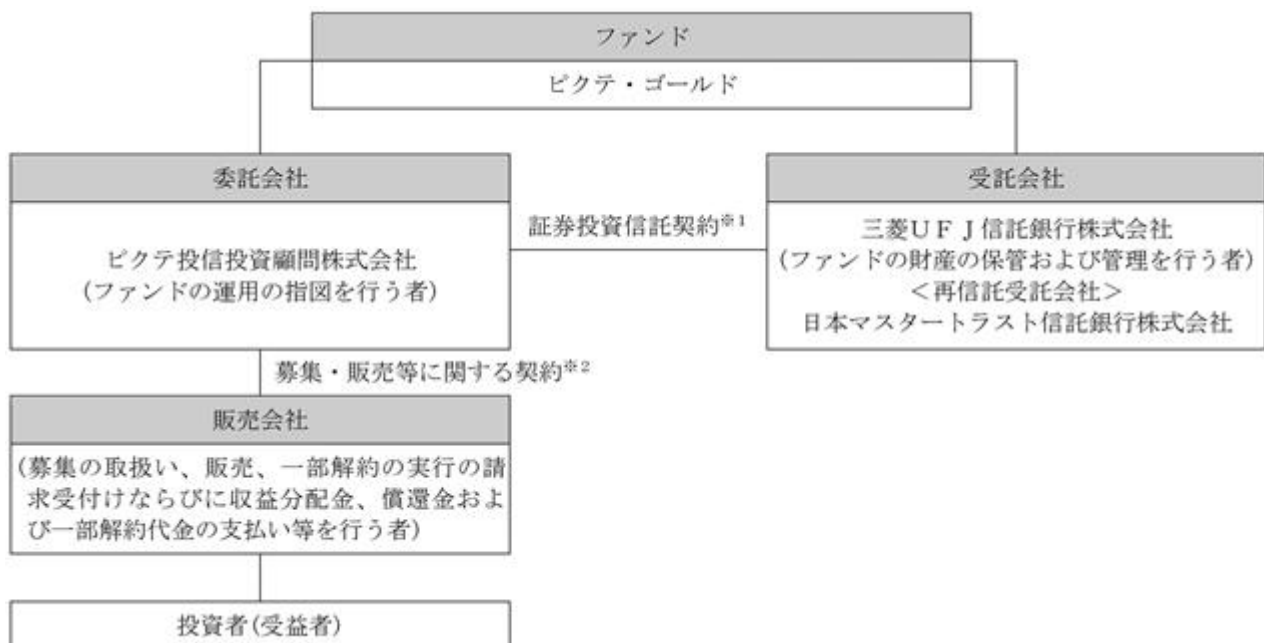 ファンド
ピクテ・ゴールド
委託会社
ピクテ投信投資顧問株式会社
(ファンドの運用の指図を行う者)
証券投資信託契約※1
受託会社
三菱UFJ信託銀行株式会社
(ファンドの財産の保管および管理を行う者)
＜再信託受託会社＞
日本マスタートラスト信託銀行株式会社
募集・販売等に関する契約※2
販売会社
(募集の取扱い、販売、一部解約の実行の請
求受付けならびに収益分配金、償還金およ
び一部解約代金の支払い等を行う者)
投資者(受益者)